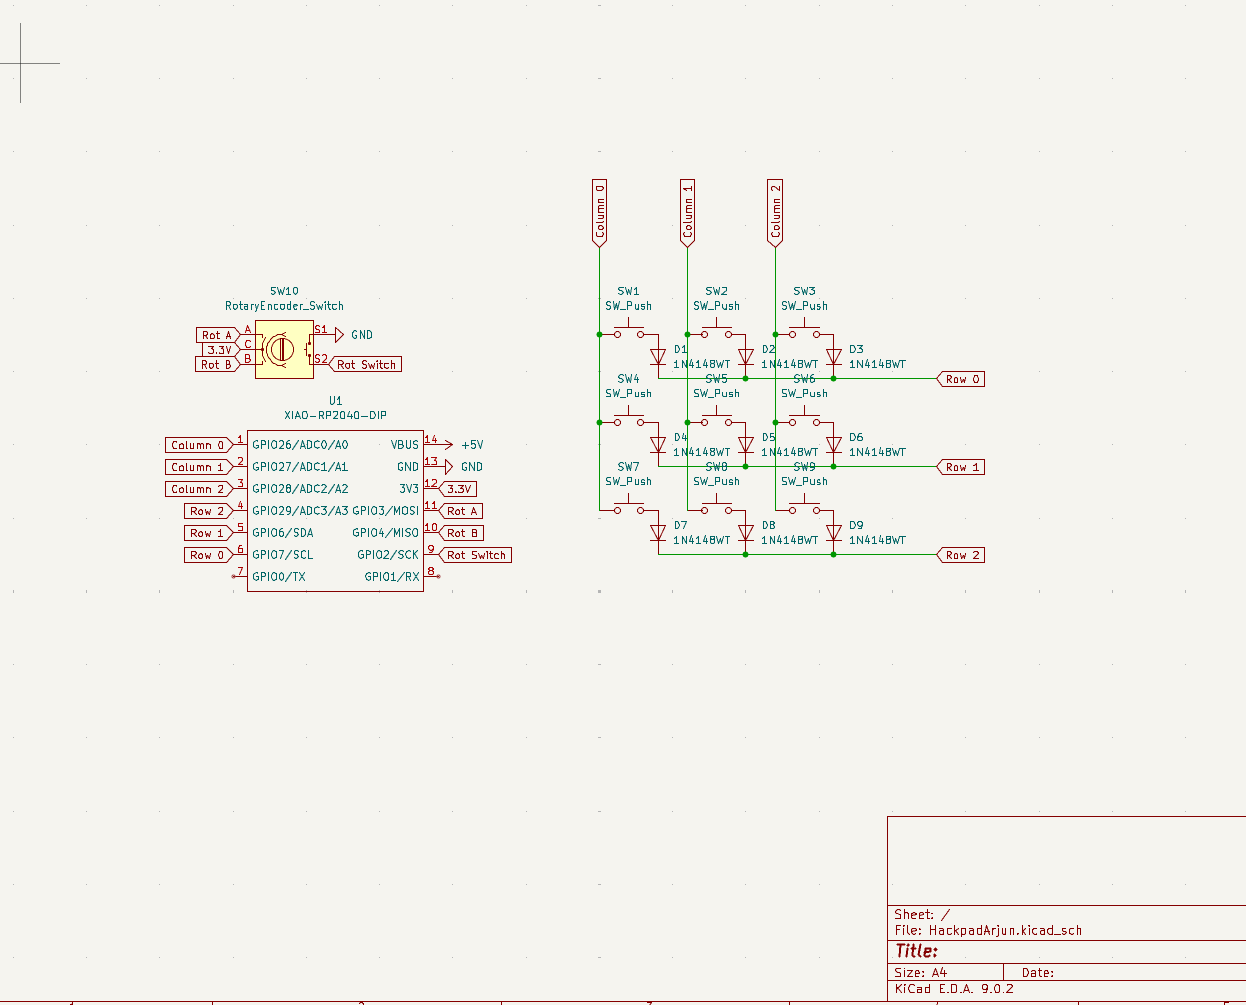 Column 0
Column 1
Column 2
SW10
RotaryEncoder_Switch
Rot A
A
S1
GND
3.3V
C
Rot B
B
S2
Rot Switch
SW1
SW_Push
SW2
SW_Push
SW3
SW_Push
D1
1N4148WT
D2
1N4148WT
D3
1N4148WT
Row 0
SW4
SW_Push
SW5
SW_Push
SW6
SW_Push
D4
1N4148WT
D5
1N4148WT
D6
1N4148WT
Row 1
SW7
SW_Push
SW8
SW_Push
SW9
SW_Push
D7
1N4148WT
D8
1N4148WT
D9
1N4148WT
Row 2
U1
XIAO-RP2040-DIP
Column 0 1 GPIO26/ADC0/A0 VBUS 14 +5V
Column 1 2 GPIO27/ADC1/A1 GND 13 GND
Column 2 3 GPIO28/ADC2/A2 3V3 12 3.3V
Row 2 4 GPIO29/ADC3/A3 GPIO3/MOSI 11 Rot A
Row 1 5 GPIO6/SDA GPIO4/MISO 10 Rot B
Row 0 6 GPIO7/SCL GPIO2/SCK 9 Rot Switch
7 GPIO0/TX GPIO1/RX 8
Sheet: /
File: HackpadArjun.kicad_sch
Title:
Size: A4 Date:
KiCad E.D.A. 9.0.2